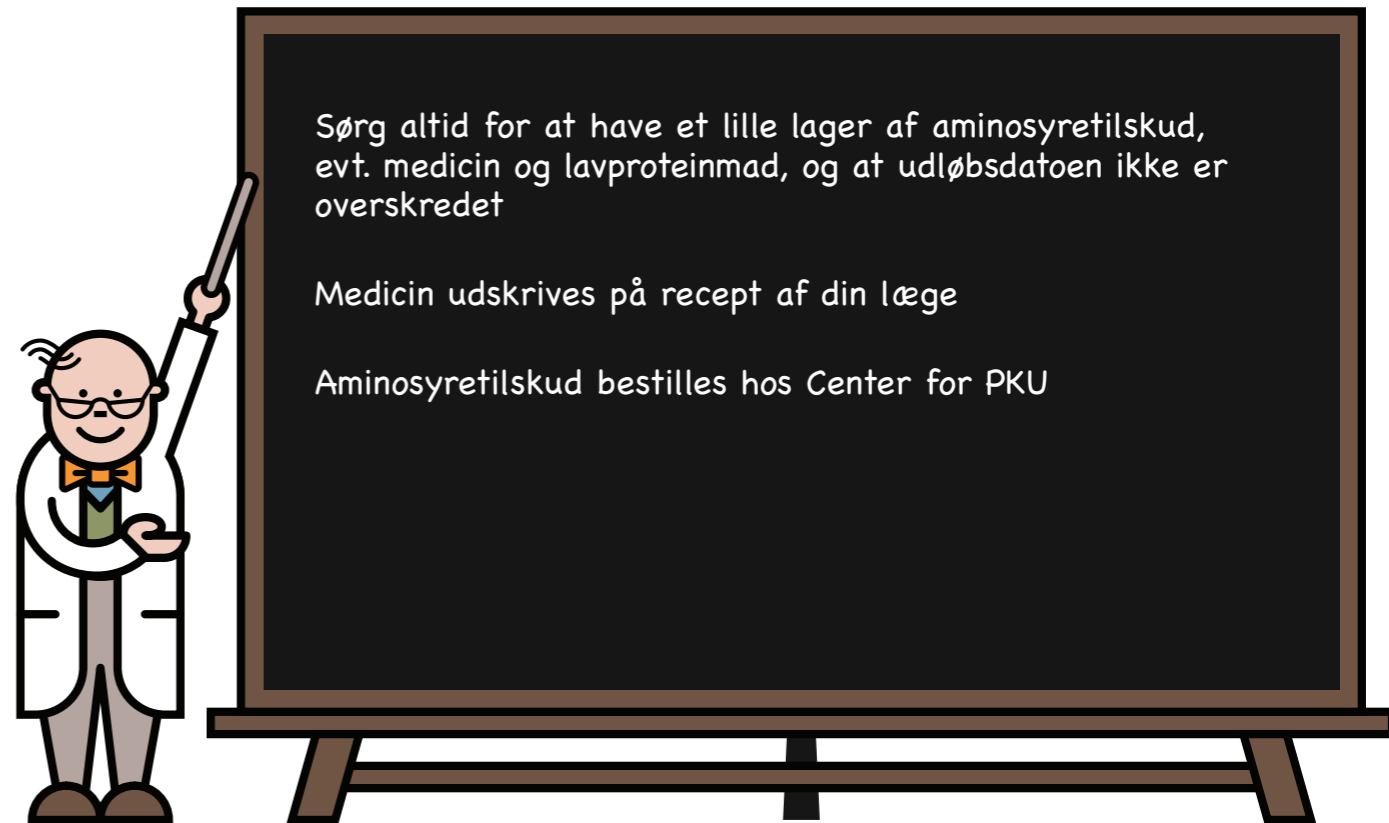 Sørg altid for at have et lille lager af aminosyretilskud,
evt. medicin og lavproteinmad, og at udløbsdatoen ikke er
overskredet
Medicin udskrives på recept af din læge
Aminosyretilskud bestilles hos Center for PKU